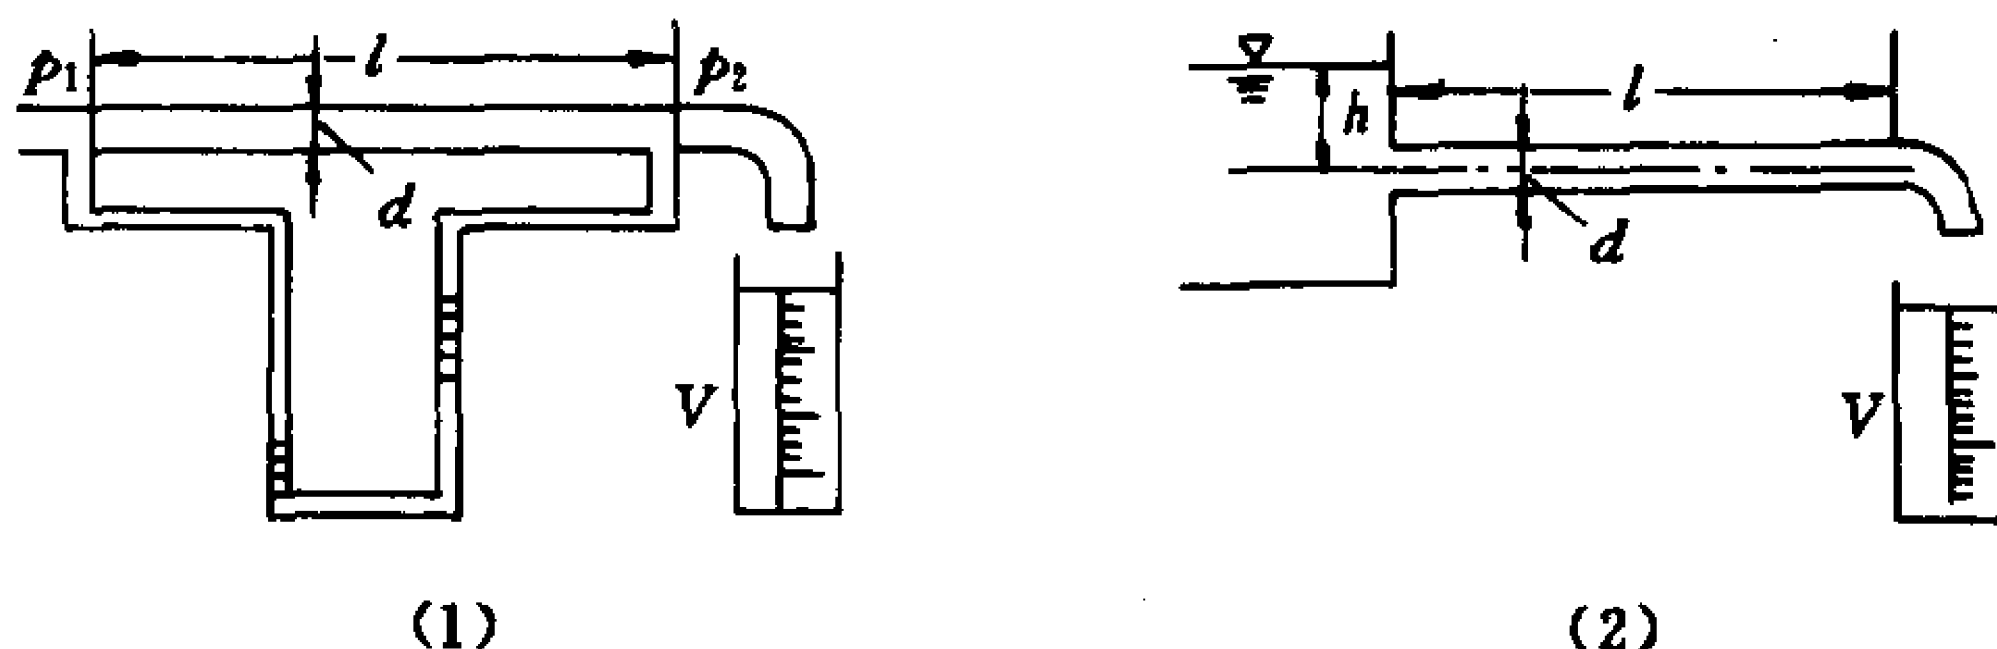 p₁ l p₂
d
V
(1)
h l
d
V
(2)